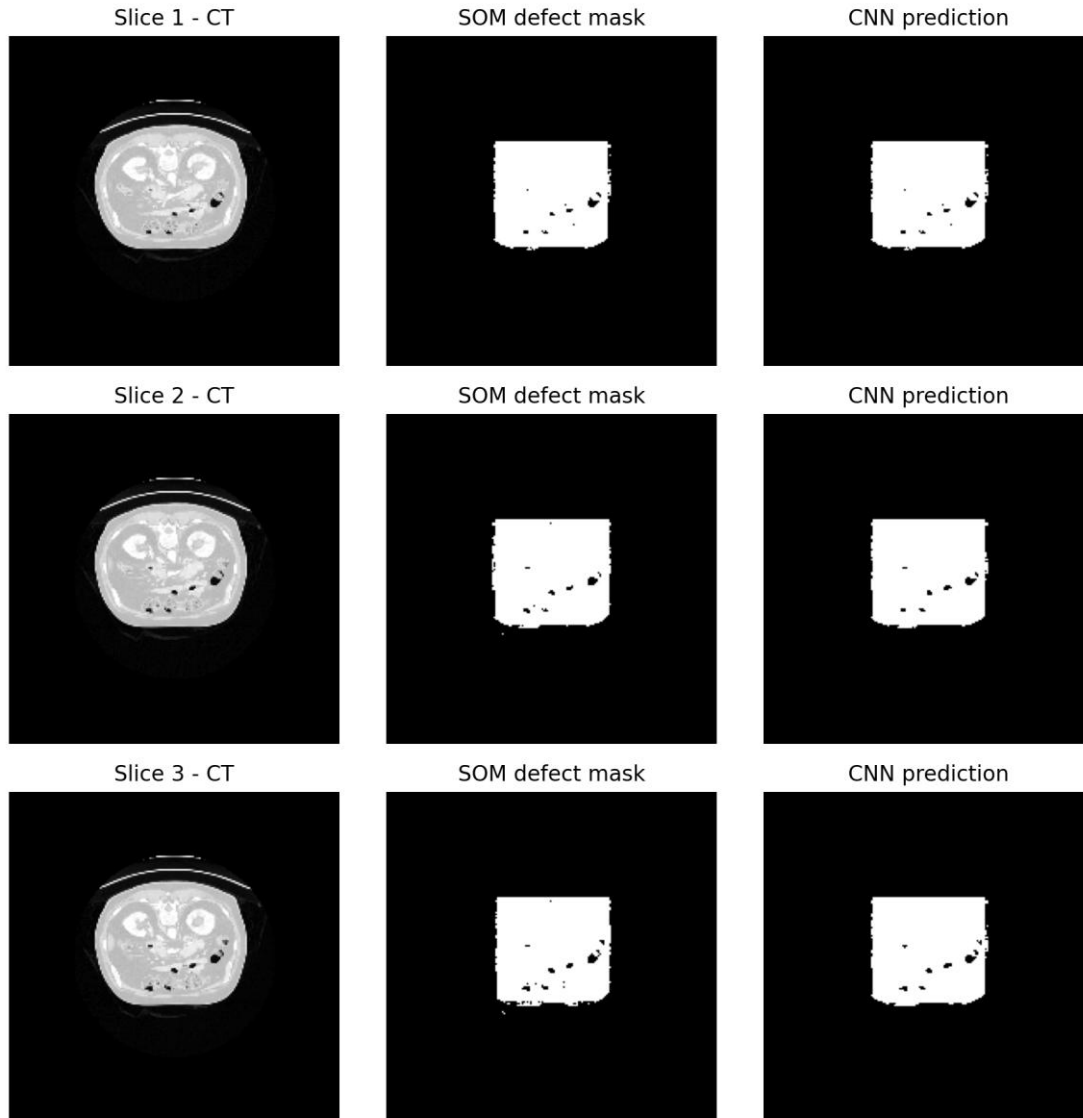 Slice 1 - CT
SOM defect mask
CNN prediction
Slice 2 - CT
SOM defect mask
CNN prediction
Slice 3 - CT
SOM defect mask
CNN prediction